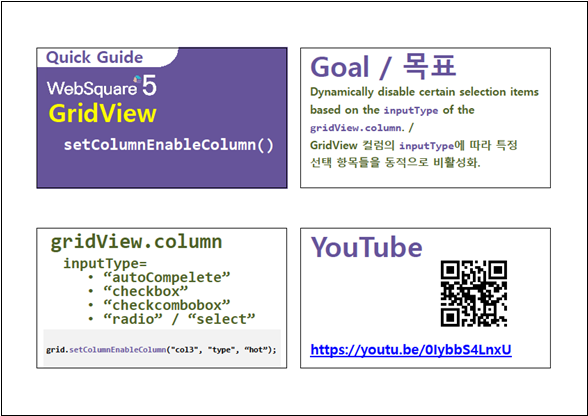 Quick Guide
WebSquare 5
GridView
setColumnEnableColumn()
Goal / 목표
Dynamically disable certain selection items
based on the inputType of the
gridView.column. /
GridView 컬럼의 inputType에 따라 특정
선택 항목들을 동적으로 비활성화.
gridView.column
inputType=
• “autoCompelete”
• “checkbox”
• “checkcombobox”
• “radio” / “select”
grid.setColumnEnableColumn("col3", "type", “hot”);
YouTube
https://youtu.be/0IybbS4LnxU